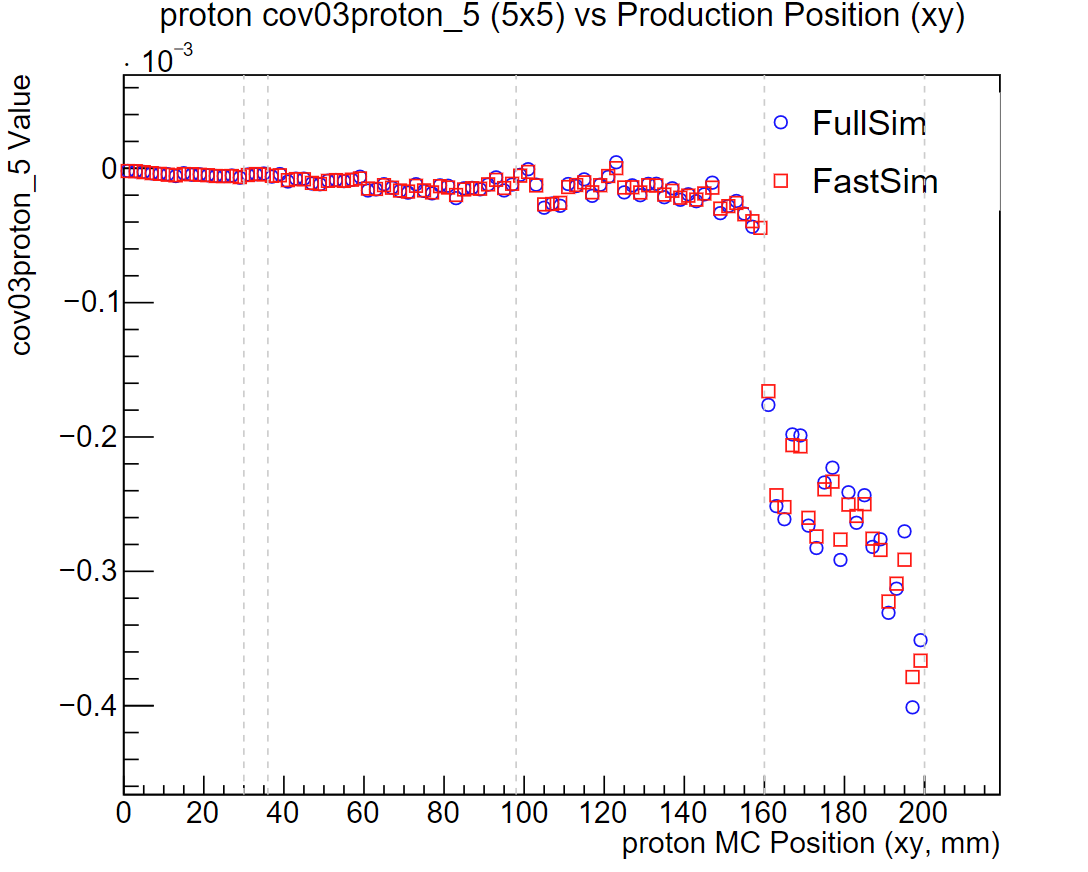 proton cov03proton_5 (5x5) vs Production Position (xy)
· 10⁻³
cov03proton_5 Value
FullSim
FastSim
0
−0.1
−0.2
−0.3
−0.4
0 20 40 60 80 100 120 140 160 180 200
proton MC Position (xy, mm)